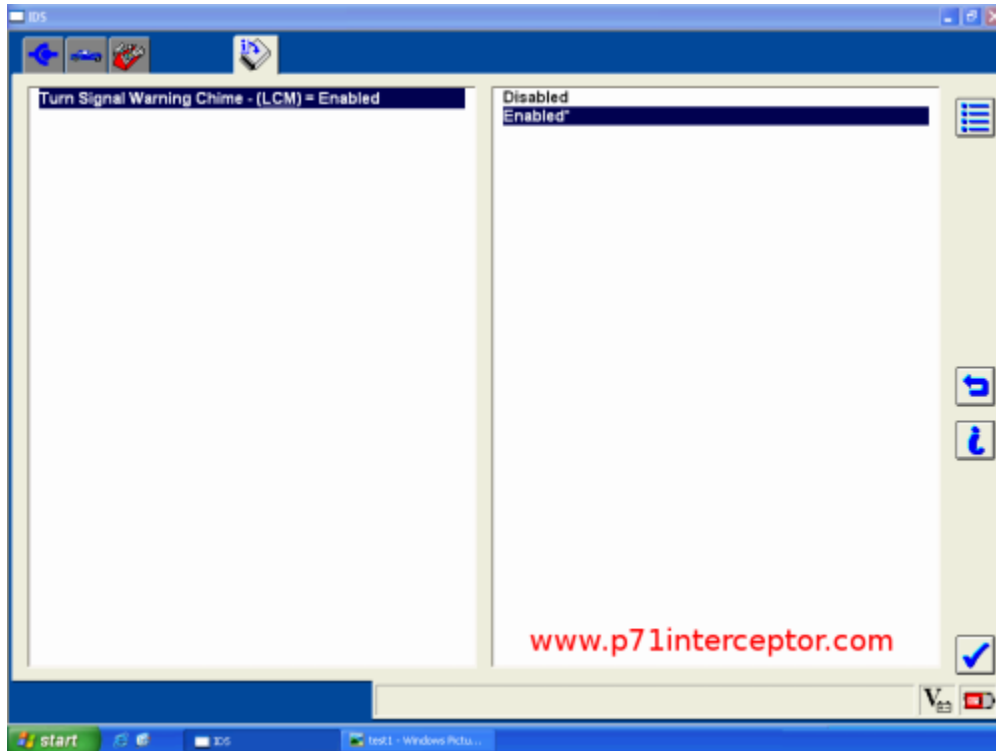 IDS
Turn Signal Warning Chime - (LCM) = Enabled
Disabled
Enabled*
www.p71interceptor.com
start
IDS
test1 - Windows Pictu...